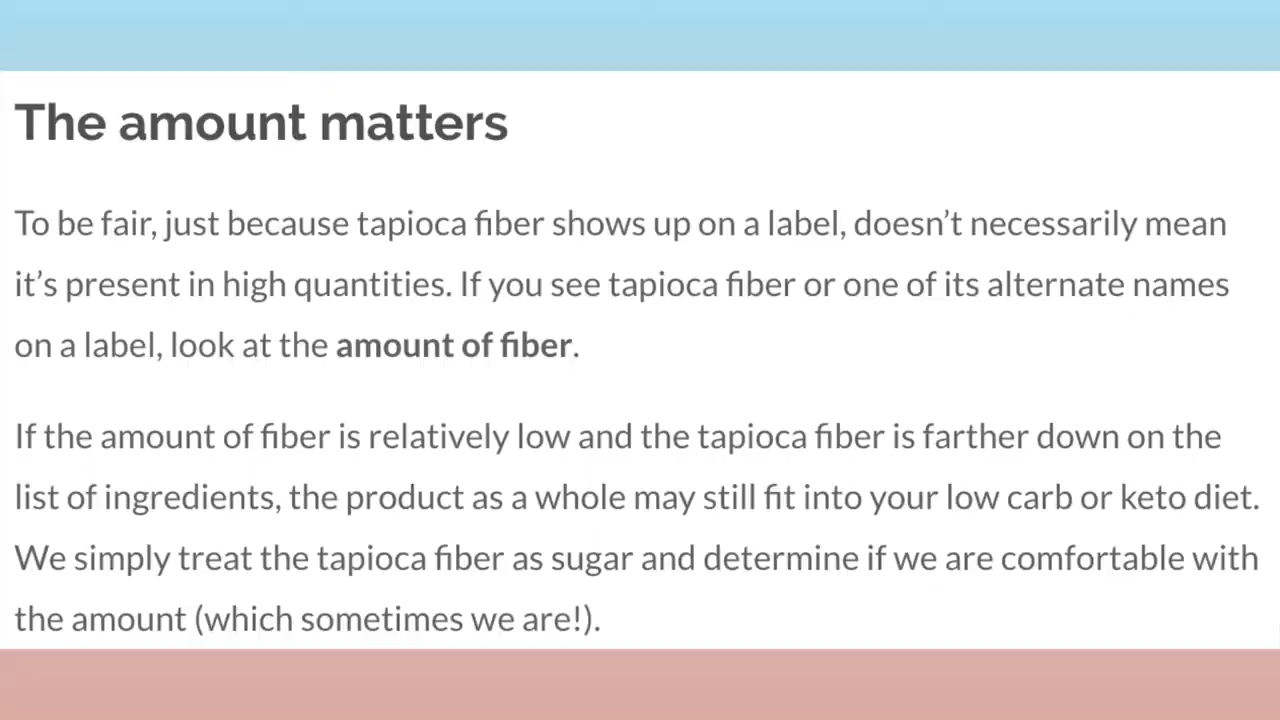 The amount matters
To be fair, just because tapioca fiber shows up on a label, doesn’t necessarily mean
it’s present in high quantities. If you see tapioca fiber or one of its alternate names
on a label, look at the amount of fiber.
If the amount of fiber is relatively low and the tapioca fiber is farther down on the
list of ingredients, the product as a whole may still fit into your low carb or keto diet.
We simply treat the tapioca fiber as sugar and determine if we are comfortable with
the amount (which sometimes we are!).